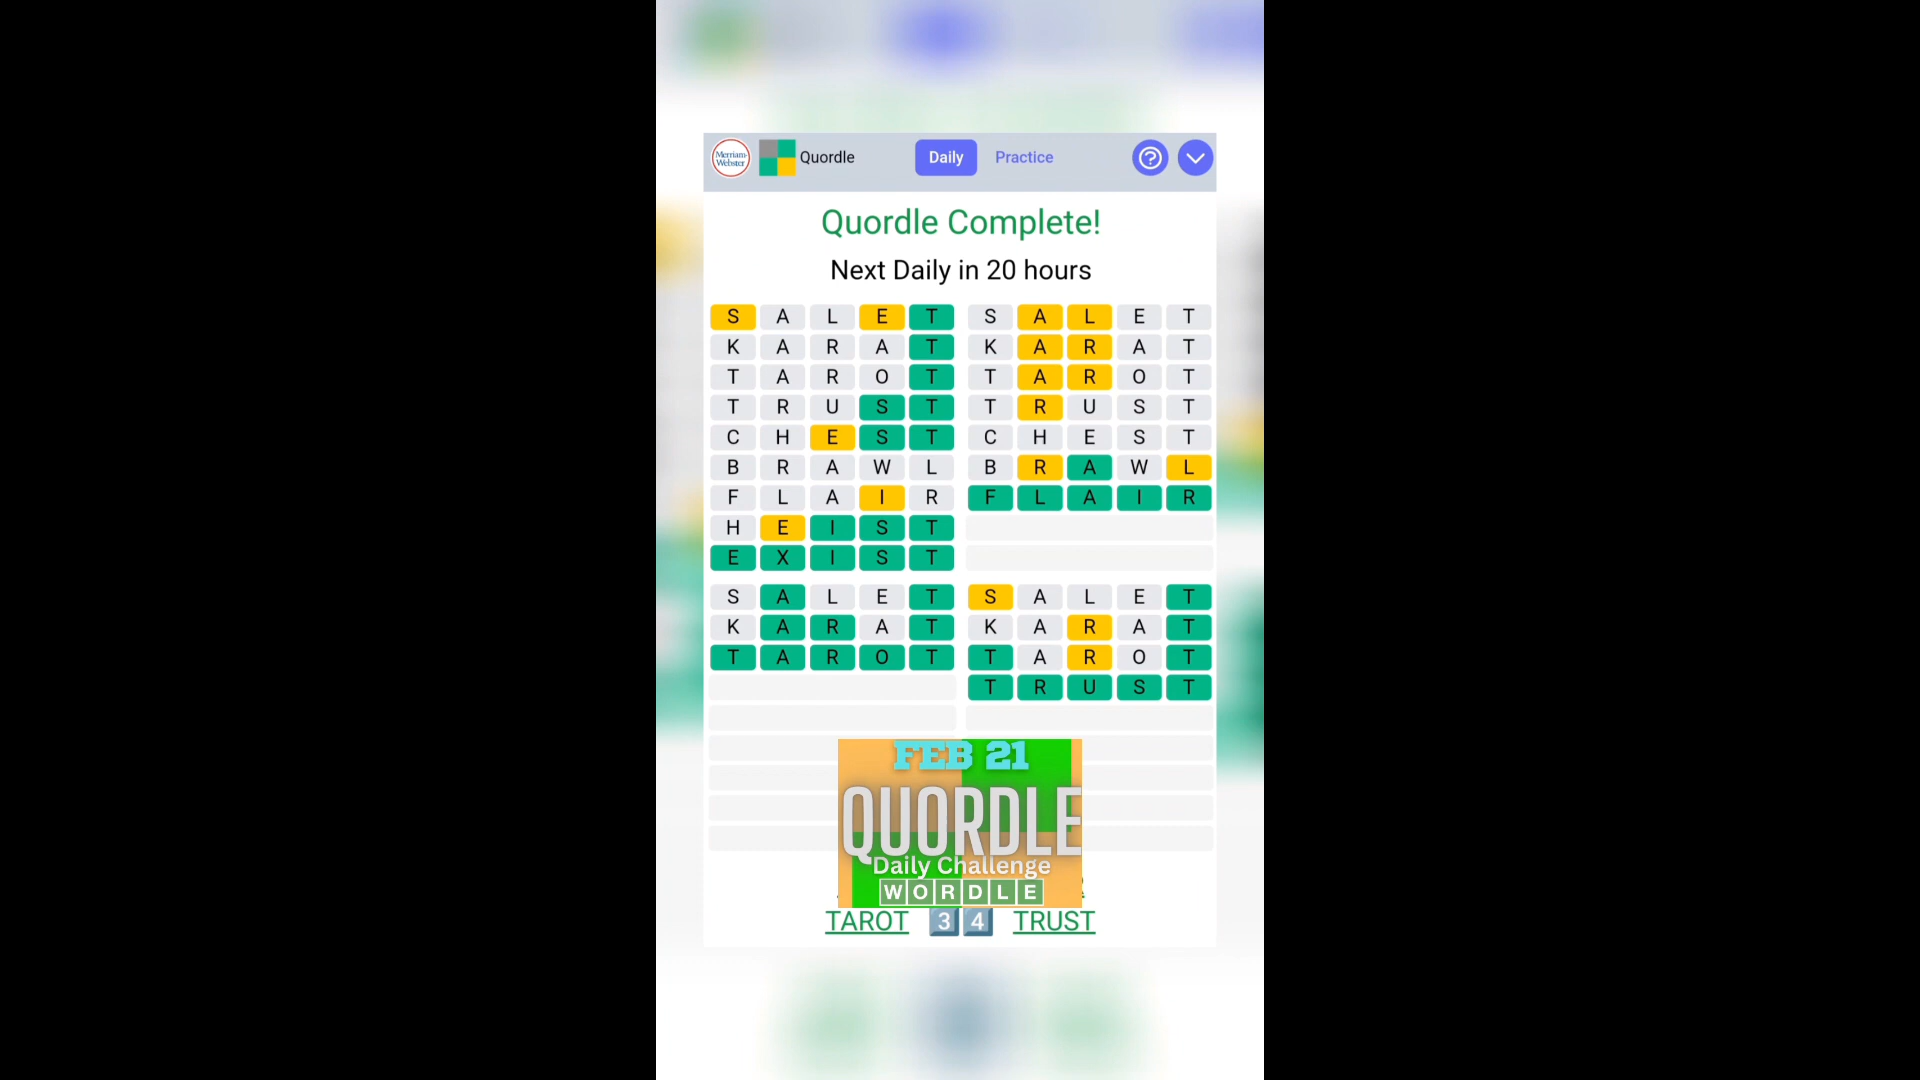 Merriam-Webster Quordle Daily Practice ?
Quordle Complete!
Next Daily in 20 hours
S A L E T S A L E T
K A R A T K A R A T
T A R O T T A R O T
T R U S T T R U S T
C H E S T C H E S T
B R A W L B R A W L
F L A I R F L A I R
H E I S T
E X I S T
S A L E T S A L E T
K A R A T K A R A T
T A R O T T A R O T
T R U S T
FEB 21
QUORDLE
Daily Challenge
WORDLE
TAROT 3 4 TRUST